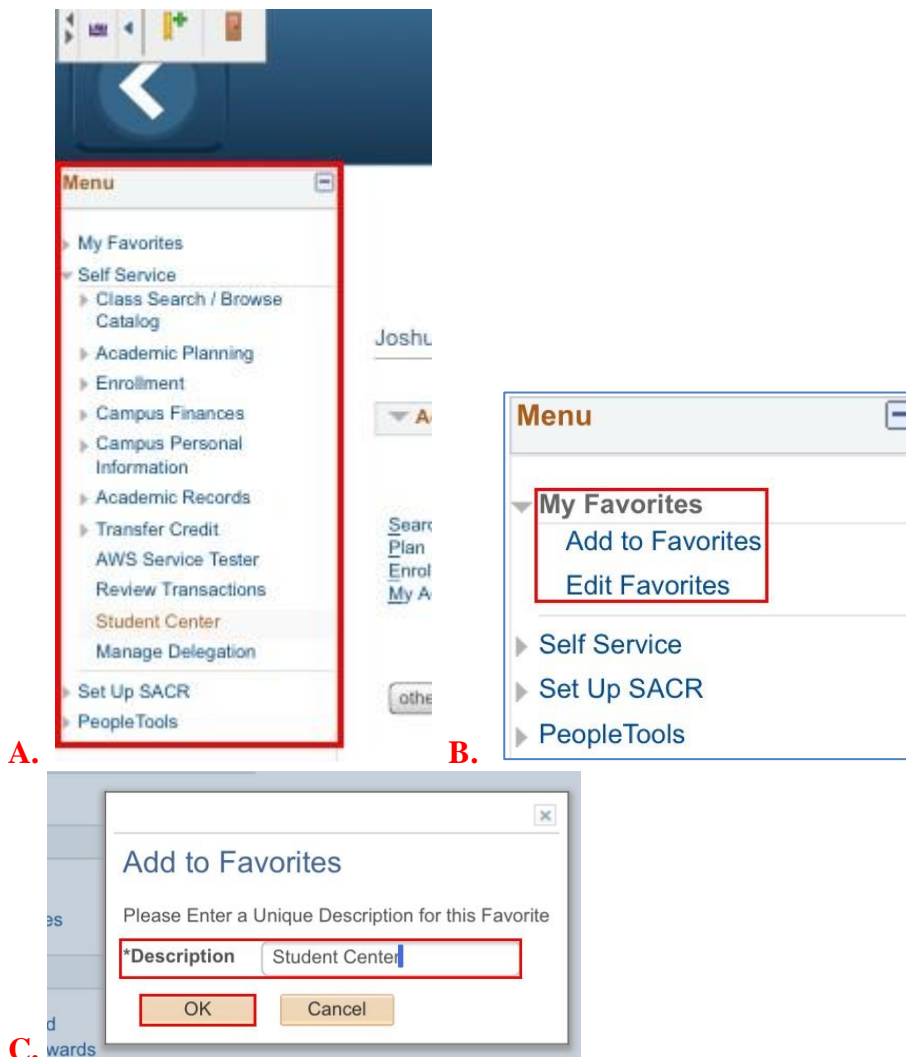 Menu
My Favorites
Self Service
Class Search / Browse
Catalog
Academic Planning
Enrollment
Campus Finances
Campus Personal
Information
Academic Records
Transfer Credit
AWS Service Tester
Review Transactions
Student Center
Manage Delegation
Set Up SACR
PeopleTools
Joshu
A
Searc
Plan
Enrol
My A
othe
A.
Menu
My Favorites
Add to Favorites
Edit Favorites
Self Service
Set Up SACR
PeopleTools
B.
Add to Favorites
Please Enter a Unique Description for this Favorite
*Description Student Center
OK Cancel
es
d
wards
C.